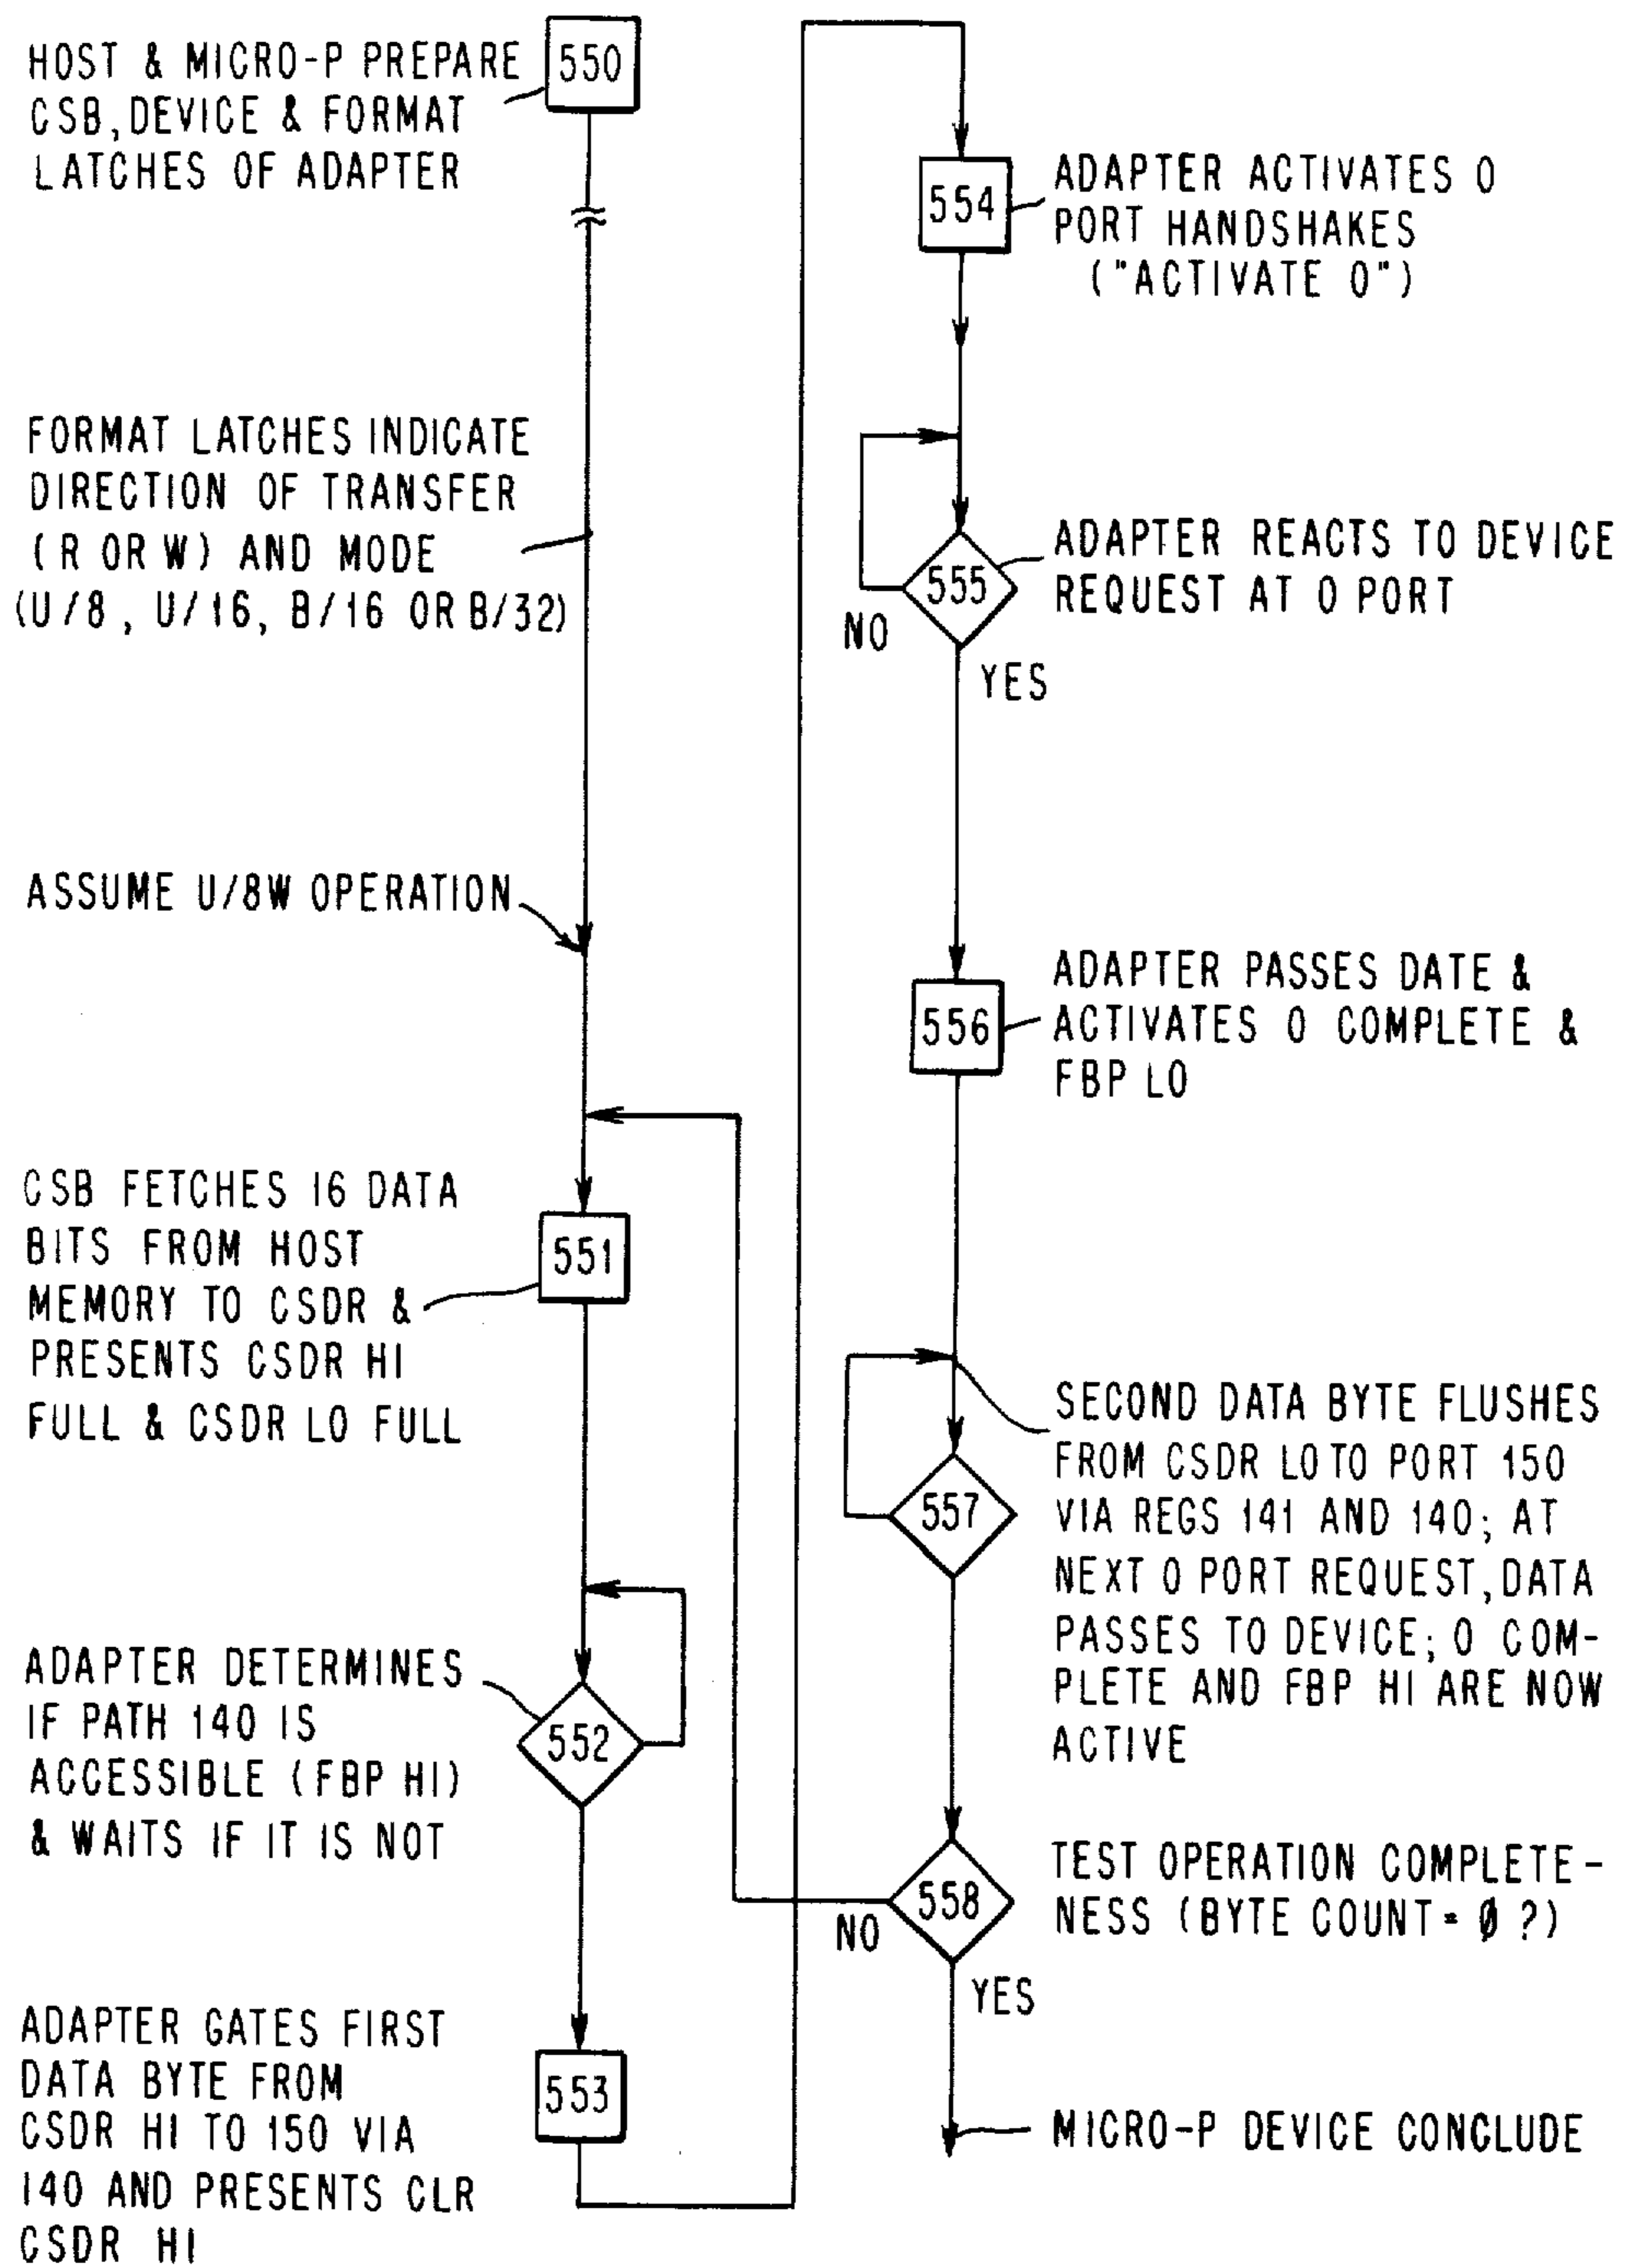 HOST & MICRO-P PREPARE
CSB, DEVICE & FORMAT
LATCHES OF ADAPTER
550
FORMAT LATCHES INDICATE
DIRECTION OF TRANSFER
(R OR W) AND MODE
(U/8, U/16, B/16 OR B/32)
ASSUME U/8W OPERATION
CSB FETCHES 16 DATA
BITS FROM HOST
MEMORY TO CSDR &
PRESENTS CSDR HI
FULL & CSDR LO FULL
551
ADAPTER DETERMINES
IF PATH 140 IS
ACCESSIBLE (FBP HI)
& WAITS IF IT IS NOT
552
ADAPTER GATES FIRST
DATA BYTE FROM
CSDR HI TO 150 VIA
140 AND PRESENTS CLR
CSDR HI
553
554
ADAPTER ACTIVATES 0
PORT HANDSHAKES
("ACTIVATE 0")
555
ADAPTER REACTS TO DEVICE
REQUEST AT 0 PORT
NO
YES
556
ADAPTER PASSES DATE &
ACTIVATES 0 COMPLETE &
FBP LO
557
SECOND DATA BYTE FLUSHES
FROM CSDR LO TO PORT 150
VIA REGS 141 AND 140; AT
NEXT 0 PORT REQUEST, DATA
PASSES TO DEVICE; 0 COM-
PLETE AND FBP HI ARE NOW
ACTIVE
558
TEST OPERATION COMPLETE-
NESS (BYTE COUNT = Ø ?)
NO
YES
MICRO-P DEVICE CONCLUDE